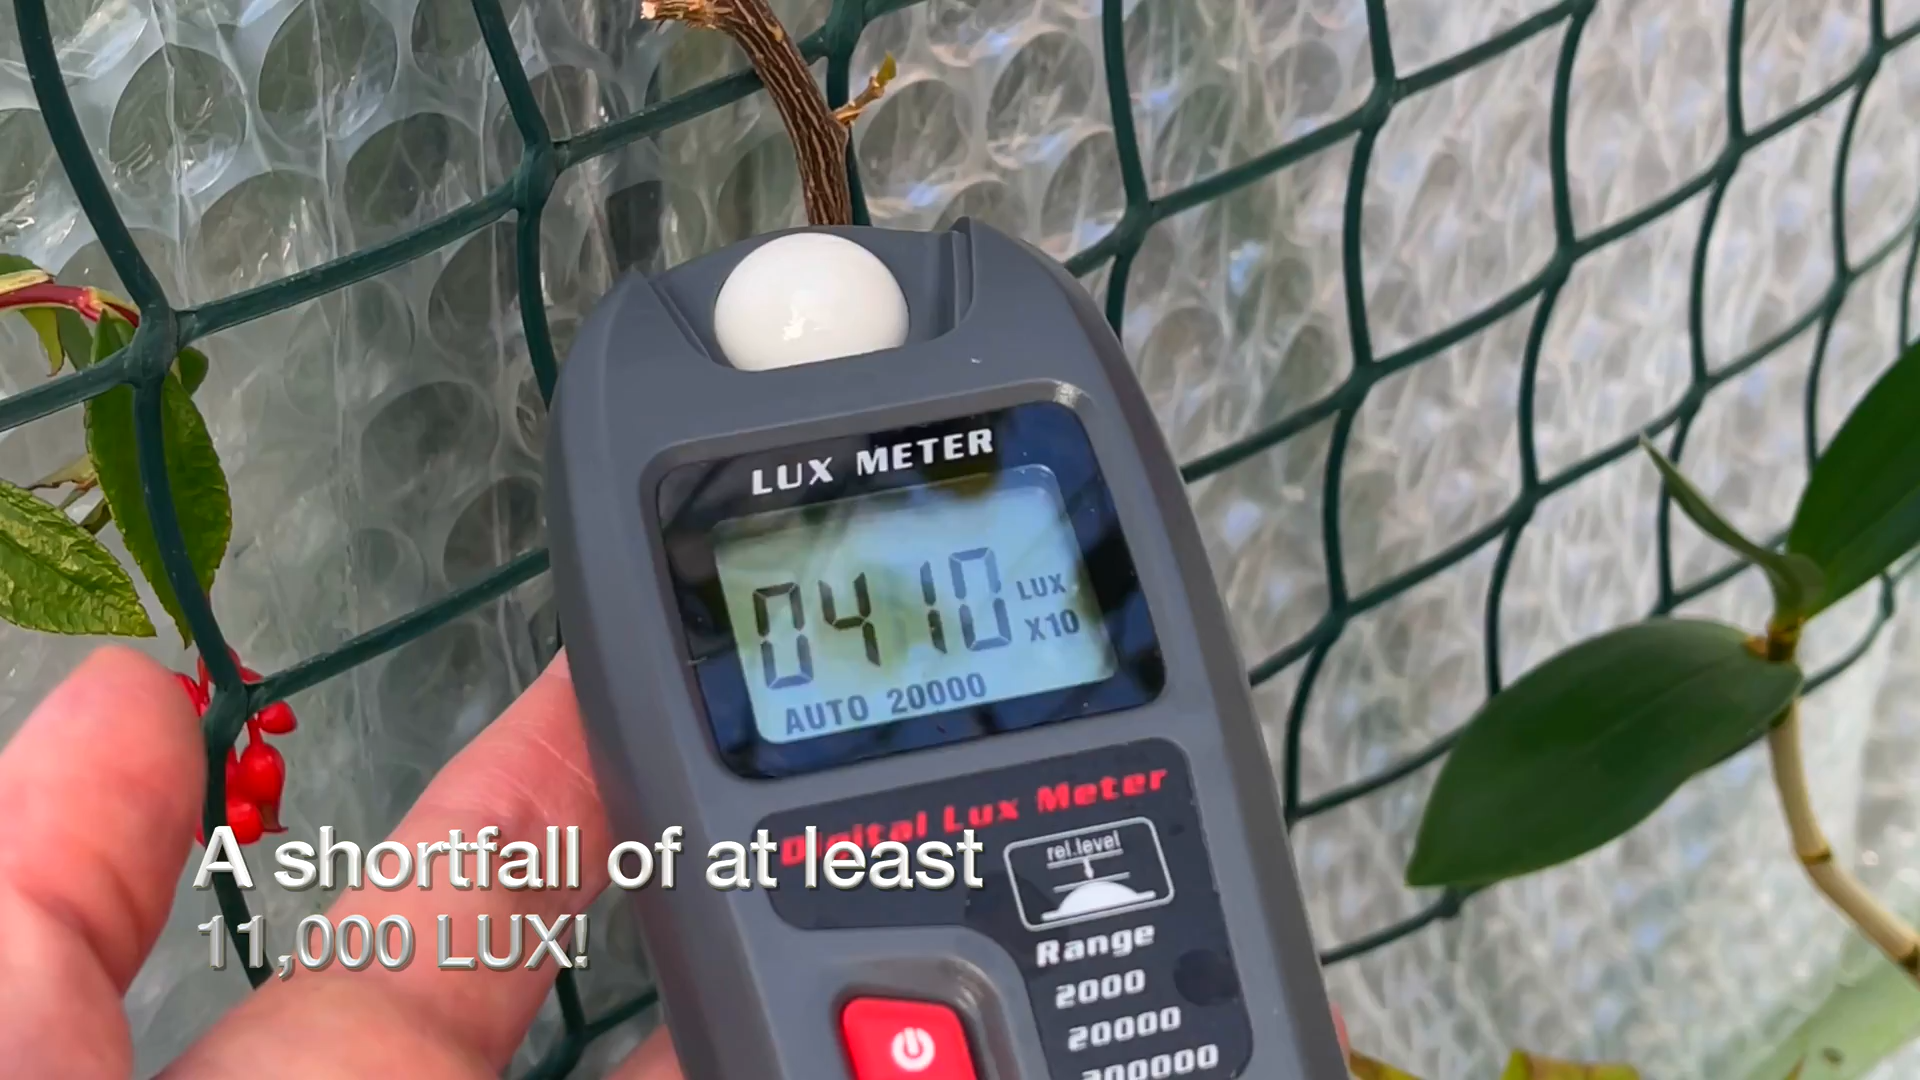 LUX METER
0410 LUX
X10
AUTO 20000
Digital Lux Meter
rel.level
Range
2000
20000
200000
A shortfall of at least
11,000 LUX!